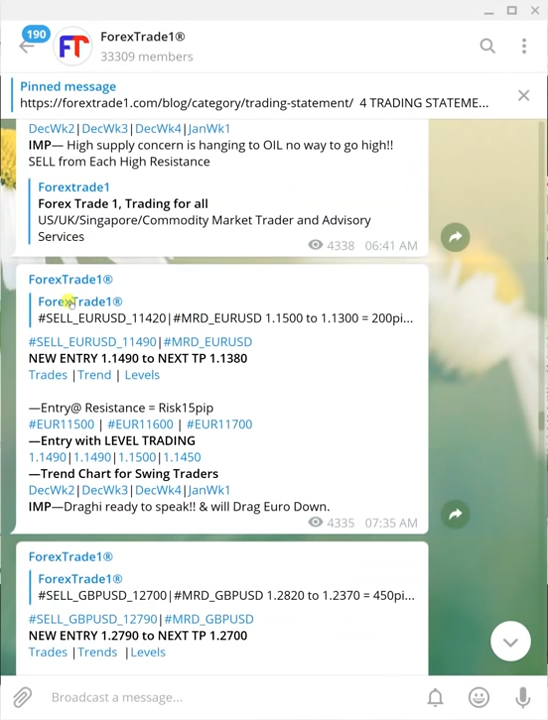 190
FT
ForexTrade1®
33309 members
Pinned message
https://forextrade1.com/blog/category/trading-statement/ 4 TRADING STATEME...
DecWk2|DecWk3|DecWk4|JanWk1
IMP— High supply concern is hanging to OIL no way to go high!!
SELL from Each High Resistance
Forextrade1
Forex Trade 1, Trading for all
US/UK/Singapore/Commodity Market Trader and Advisory
Services
4338 06:41 AM
ForexTrade1®
ForexTrade1®
#SELL_EURUSD_11420|#MRD_EURUSD 1.1500 to 1.1300 = 200pi...
#SELL_EURUSD_11490|#MRD_EURUSD
NEW ENTRY 1.1490 to NEXT TP 1.1380
Trades |Trend | Levels
—Entry@ Resistance = Risk15pip
#EUR11500 | #EUR11600 | #EUR11700
—Entry with LEVEL TRADING
1.1490|1.1490|1.1500|1.1450
—Trend Chart for Swing Traders
DecWk2|DecWk3|DecWk4|JanWk1
IMP—Draghi ready to speak!! & will Drag Euro Down.
4335 07:35 AM
ForexTrade1®
ForexTrade1®
#SELL_GBPUSD_12700|#MRD_GBPUSD 1.2820 to 1.2370 = 450pi...
#SELL_GBPUSD_12790|#MRD_GBPUSD
NEW ENTRY 1.2790 to NEXT TP 1.2700
Trades |Trends |Levels
Broadcast a message...